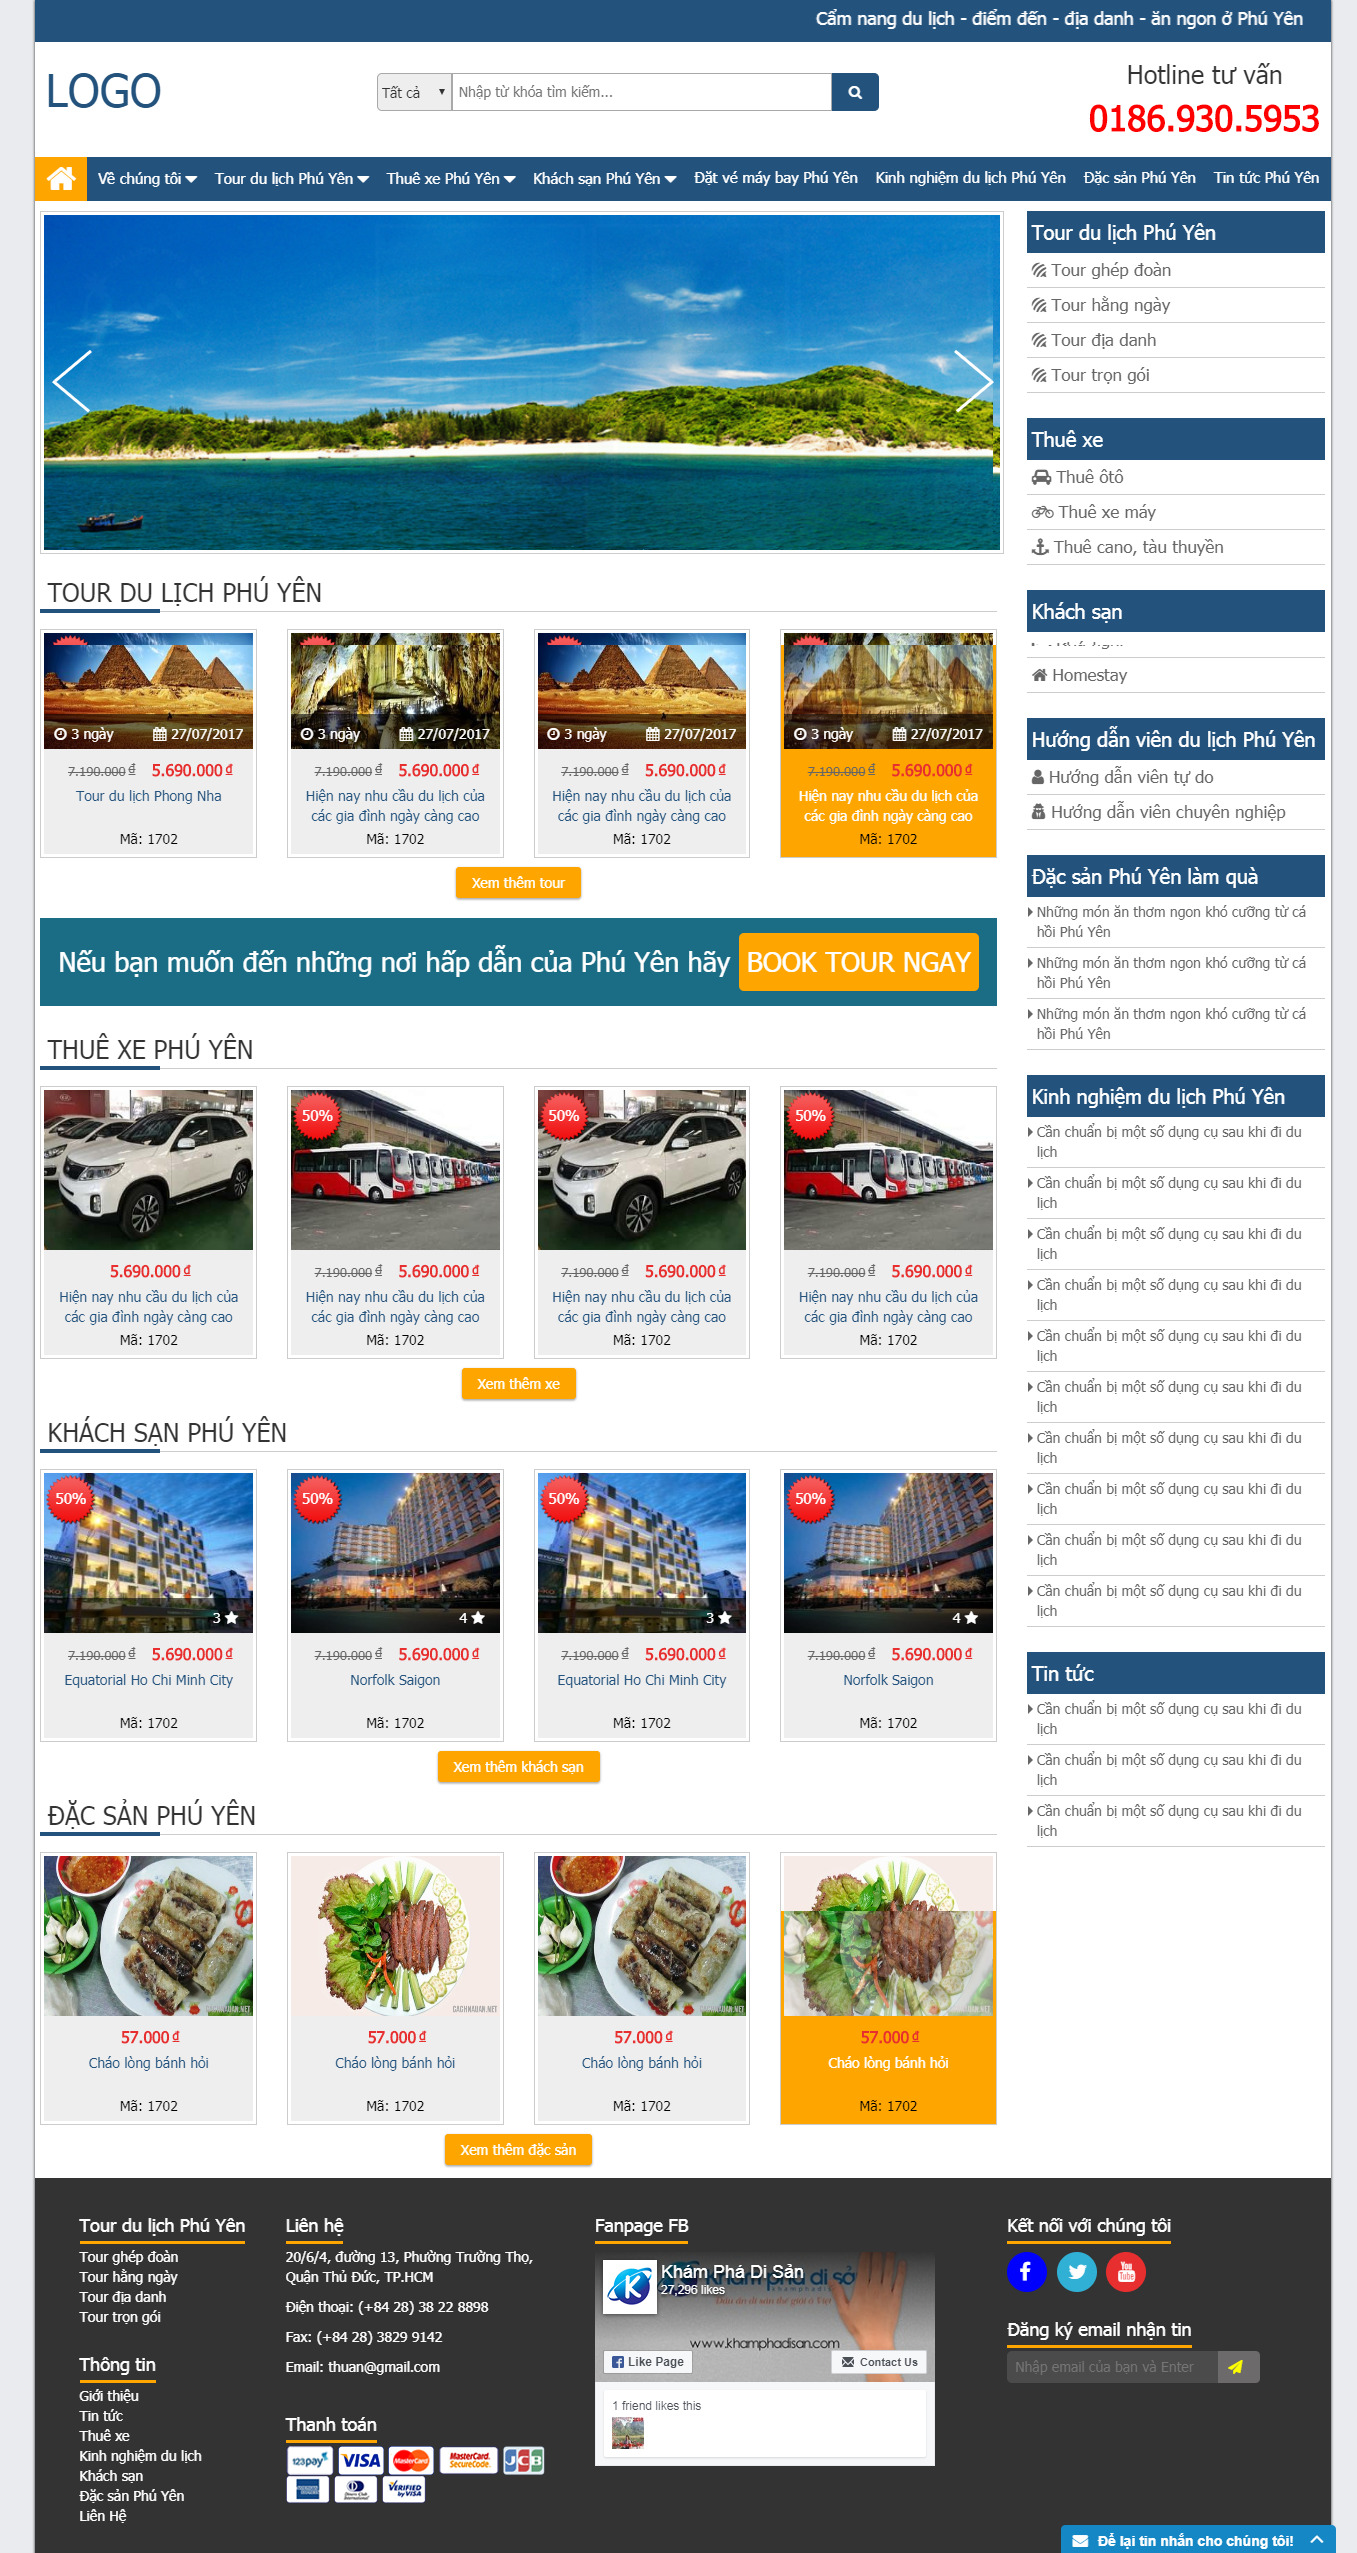 Cẩm nang du lịch - điểm đến - địa danh - ăn ngon ở Phú Yên
LOGO
Tất cả
Nhập từ khóa tìm kiếm...
Hotline tư vấn
0186.930.5953
Về chúng tôi
Tour du lịch Phú Yên
Thuê xe Phú Yên
Khách sạn Phú Yên
Đặt vé máy bay Phú Yên
Kinh nghiệm du lịch Phú Yên
Đặc sản Phú Yên
Tin tức Phú Yên
TOUR DU LỊCH PHÚ YÊN
3 ngày 27/07/2017
7.190.000 đ 5.690.000 đ
Tour du lịch Phong Nha
Mã: 1702
3 ngày 27/07/2017
7.190.000 đ 5.690.000 đ
Hiện nay nhu cầu du lịch của
các gia đình ngày càng cao
Mã: 1702
3 ngày 27/07/2017
7.190.000 đ 5.690.000 đ
Hiện nay nhu cầu du lịch của
các gia đình ngày càng cao
Mã: 1702
3 ngày 27/07/2017
7.190.000 đ 5.690.000 đ
Hiện nay nhu cầu du lịch của
các gia đình ngày càng cao
Mã: 1702
Xem thêm tour
Nếu bạn muốn đến những nơi hấp dẫn của Phú Yên hãy BOOK TOUR NGAY
THUÊ XE PHÚ YÊN
5.690.000 đ
Hiện nay nhu cầu du lịch của
các gia đình ngày càng cao
Mã: 1702
50%
7.190.000 đ 5.690.000 đ
Hiện nay nhu cầu du lịch của
các gia đình ngày càng cao
Mã: 1702
50%
7.190.000 đ 5.690.000 đ
Hiện nay nhu cầu du lịch của
các gia đình ngày càng cao
Mã: 1702
50%
7.190.000 đ 5.690.000 đ
Hiện nay nhu cầu du lịch của
các gia đình ngày càng cao
Mã: 1702
Xem thêm xe
KHÁCH SẠN PHÚ YÊN
50%
3
7.190.000 đ 5.690.000 đ
Equatorial Ho Chi Minh City
Mã: 1702
50%
4
7.190.000 đ 5.690.000 đ
Norfolk Saigon
Mã: 1702
50%
3
7.190.000 đ 5.690.000 đ
Equatorial Ho Chi Minh City
Mã: 1702
50%
4
7.190.000 đ 5.690.000 đ
Norfolk Saigon
Mã: 1702
Xem thêm khách sạn
ĐẶC SẢN PHÚ YÊN
57.000 đ
Cháo lòng bánh hỏi
Mã: 1702
CACHNAUAN.NET
57.000 đ
Cháo lòng bánh hỏi
Mã: 1702
57.000 đ
Cháo lòng bánh hỏi
Mã: 1702
57.000 đ
Cháo lòng bánh hỏi
Mã: 1702
Xem thêm đặc sản
Tour du lịch Phú Yên
Tour ghép đoàn
Tour hằng ngày
Tour địa danh
Tour trọn gói
Thuê xe
Thuê ôtô
Thuê xe máy
Thuê cano, tàu thuyền
Khách sạn
Homestay
Hướng dẫn viên du lịch Phú Yên
Hướng dẫn viên tự do
Hướng dẫn viên chuyên nghiệp
Đặc sản Phú Yên làm quà
Những món ăn thơm ngon khó cưỡng từ cá
hồi Phú Yên
Những món ăn thơm ngon khó cưỡng từ cá
hồi Phú Yên
Những món ăn thơm ngon khó cưỡng từ cá
hồi Phú Yên
Kinh nghiệm du lịch Phú Yên
Cần chuẩn bị một số dụng cụ sau khi đi du
lịch
Cần chuẩn bị một số dụng cụ sau khi đi du
lịch
Cần chuẩn bị một số dụng cụ sau khi đi du
lịch
Cần chuẩn bị một số dụng cụ sau khi đi du
lịch
Cần chuẩn bị một số dụng cụ sau khi đi du
lịch
Cần chuẩn bị một số dụng cụ sau khi đi du
lịch
Cần chuẩn bị một số dụng cụ sau khi đi du
lịch
Cần chuẩn bị một số dụng cụ sau khi đi du
lịch
Cần chuẩn bị một số dụng cụ sau khi đi du
lịch
Cần chuẩn bị một số dụng cụ sau khi đi du
lịch
Tin tức
Cần chuẩn bị một số dụng cụ sau khi đi du
lịch
Cần chuẩn bị một số dụng cụ sau khi đi du
lịch
Cần chuẩn bị một số dụng cụ sau khi đi du
lịch
Tour du lịch Phú Yên
Tour ghép đoàn
Tour hằng ngày
Tour địa danh
Tour trọn gói
Thông tin
Giới thiệu
Tin tức
Thuê xe
Kinh nghiệm du lịch
Khách sạn
Đặc sản Phú Yên
Liên Hệ
Liên hệ
20/6/4, đường 13, Phường Trường Thọ,
Quận Thủ Đức, TP.HCM
Điện thoại: (+84 28) 38 22 8898
Fax: (+84 28) 3829 9142
Email: thuan@gmail.com
Thanh toán
123pay VISA MasterCard MasterCard. SecureCode. JCB
VERIFIED by VISA
Fanpage FB
Khám Phá Di Sản
27,296 likes
www.khamphadisan.com
Like Page
Contact Us
1 friend likes this
Kết nối với chúng tôi
You Tube
Đăng ký email nhận tin
Nhập email của bạn và Enter
Để lại tin nhắn cho chúng tôi!